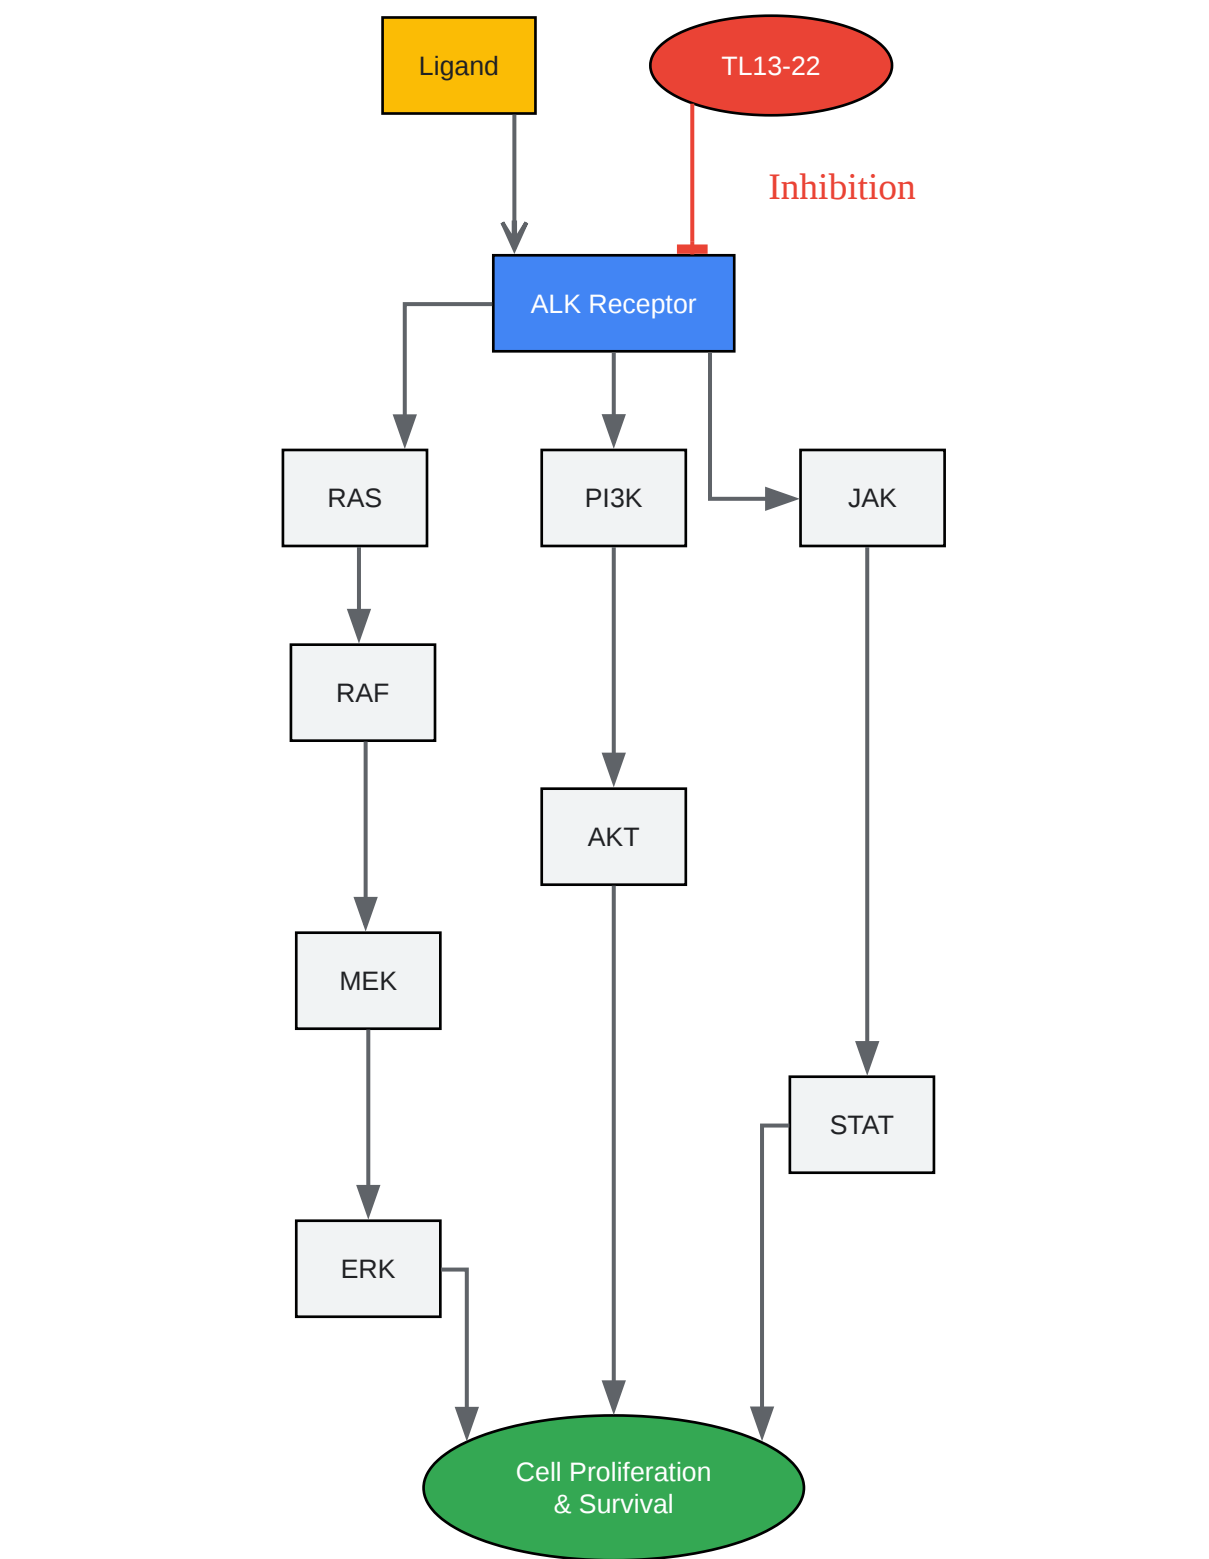 Ligand
TL13-22
Inhibition
ALK Receptor
RAS
PI3K
JAK
RAF
AKT
MEK
STAT
ERK
Cell Proliferation
& Survival